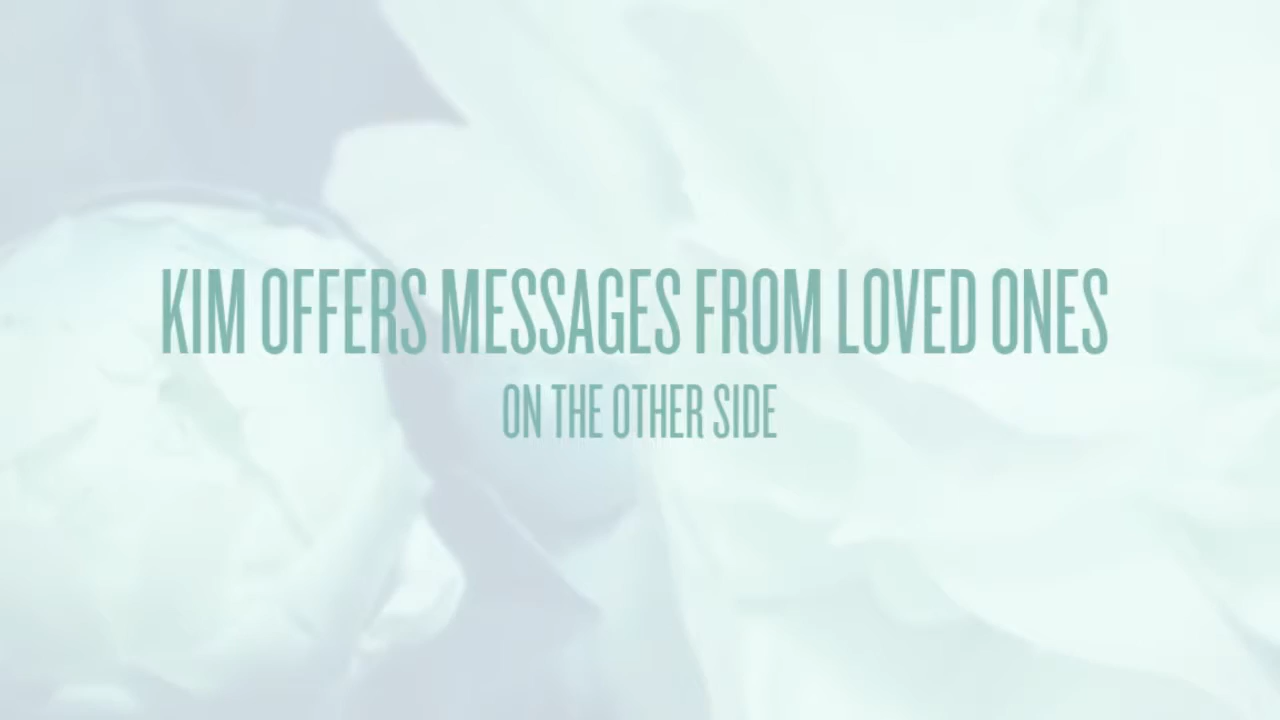 KIM OFFERS MESSAGES FROM LOVED ONES
ON THE OTHER SIDE